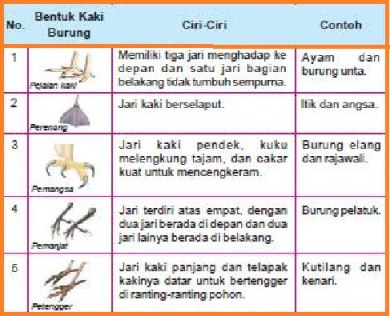 No.
Bentuk Kaki
Burung
Ciri-Ciri
Contoh
1
Pejalan kaki
Memiliki tiga jari menghadap ke
depan dan satu jari bagian
belakang tidak tumbuh sempurna.
Ayam dan
burung unta.
2
Perenang
Jari kaki berselaput.
Itik dan angsa.
3
Pemangsa
Jari kaki pendek, kuku
melengkung tajam, dan cakar
kuat untuk mencengkeram.
Burung elang
dan rajawali.
4
Pemanjat
Jari terdiri atas empat, dengan
dua jari berada di depan dan dua
jari lainya berada di belakang.
Burung pelatuk.
5
Petengger
Jari kaki panjang dan telapak
kakinya datar untuk bertengger
di ranting-ranting pohon.
Kutilang dan
kenari.